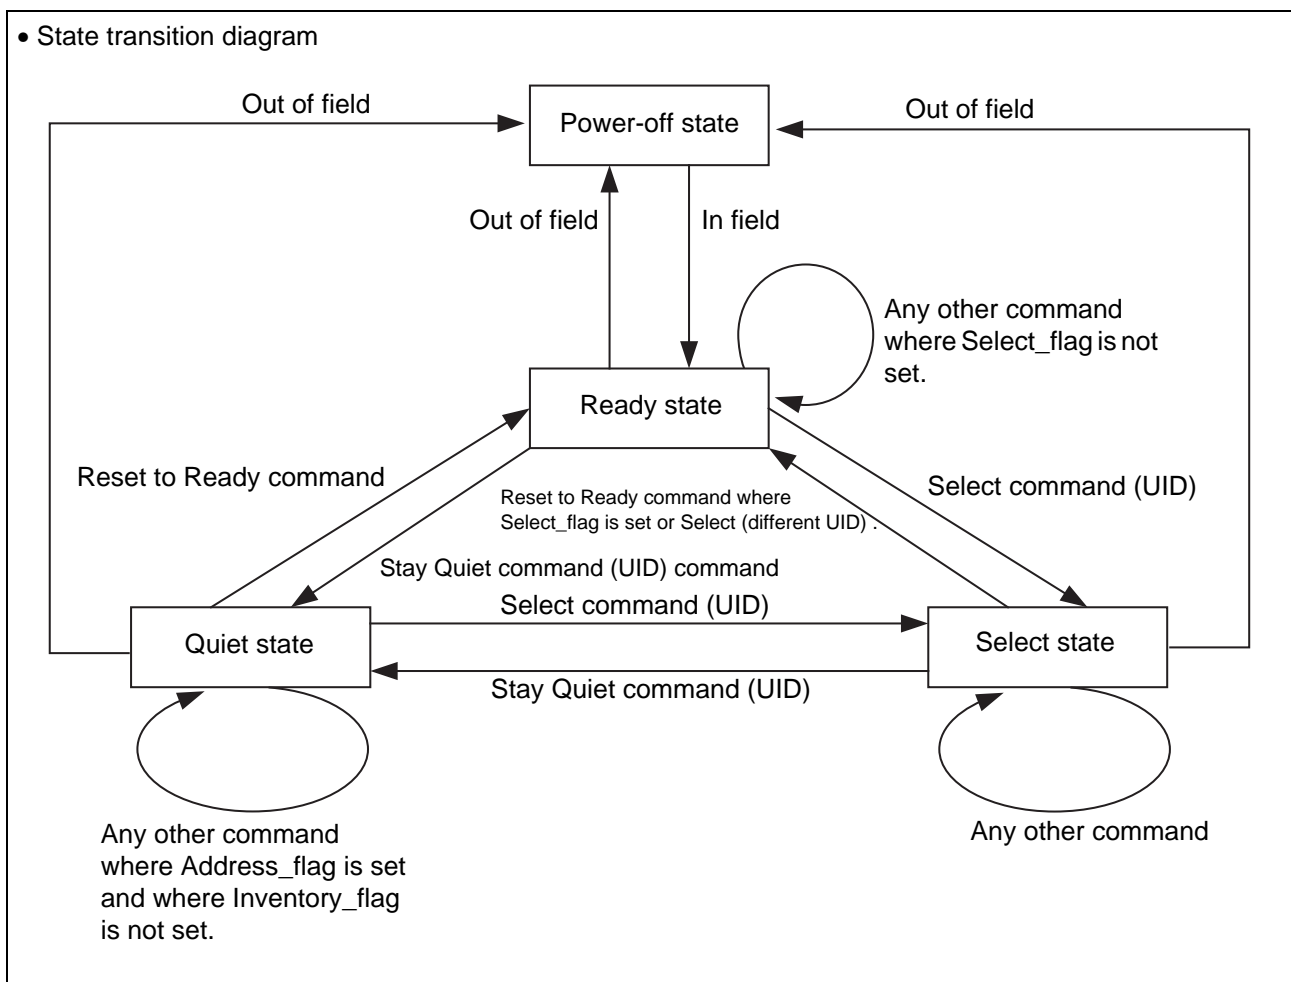 • State transition diagram
Out of field
Power-off state
Out of field
Out of field
In field
Any other command
where Select_flag is not
set.
Ready state
Reset to Ready command
Select command (UID)
Reset to Ready command where
Select_flag is set or Select (different UID) .
Stay Quiet command (UID) command
Select command (UID)
Quiet state
Select state
Stay Quiet command (UID)
Any other command
where Address_flag is set
and where Inventory_flag
is not set.
Any other command